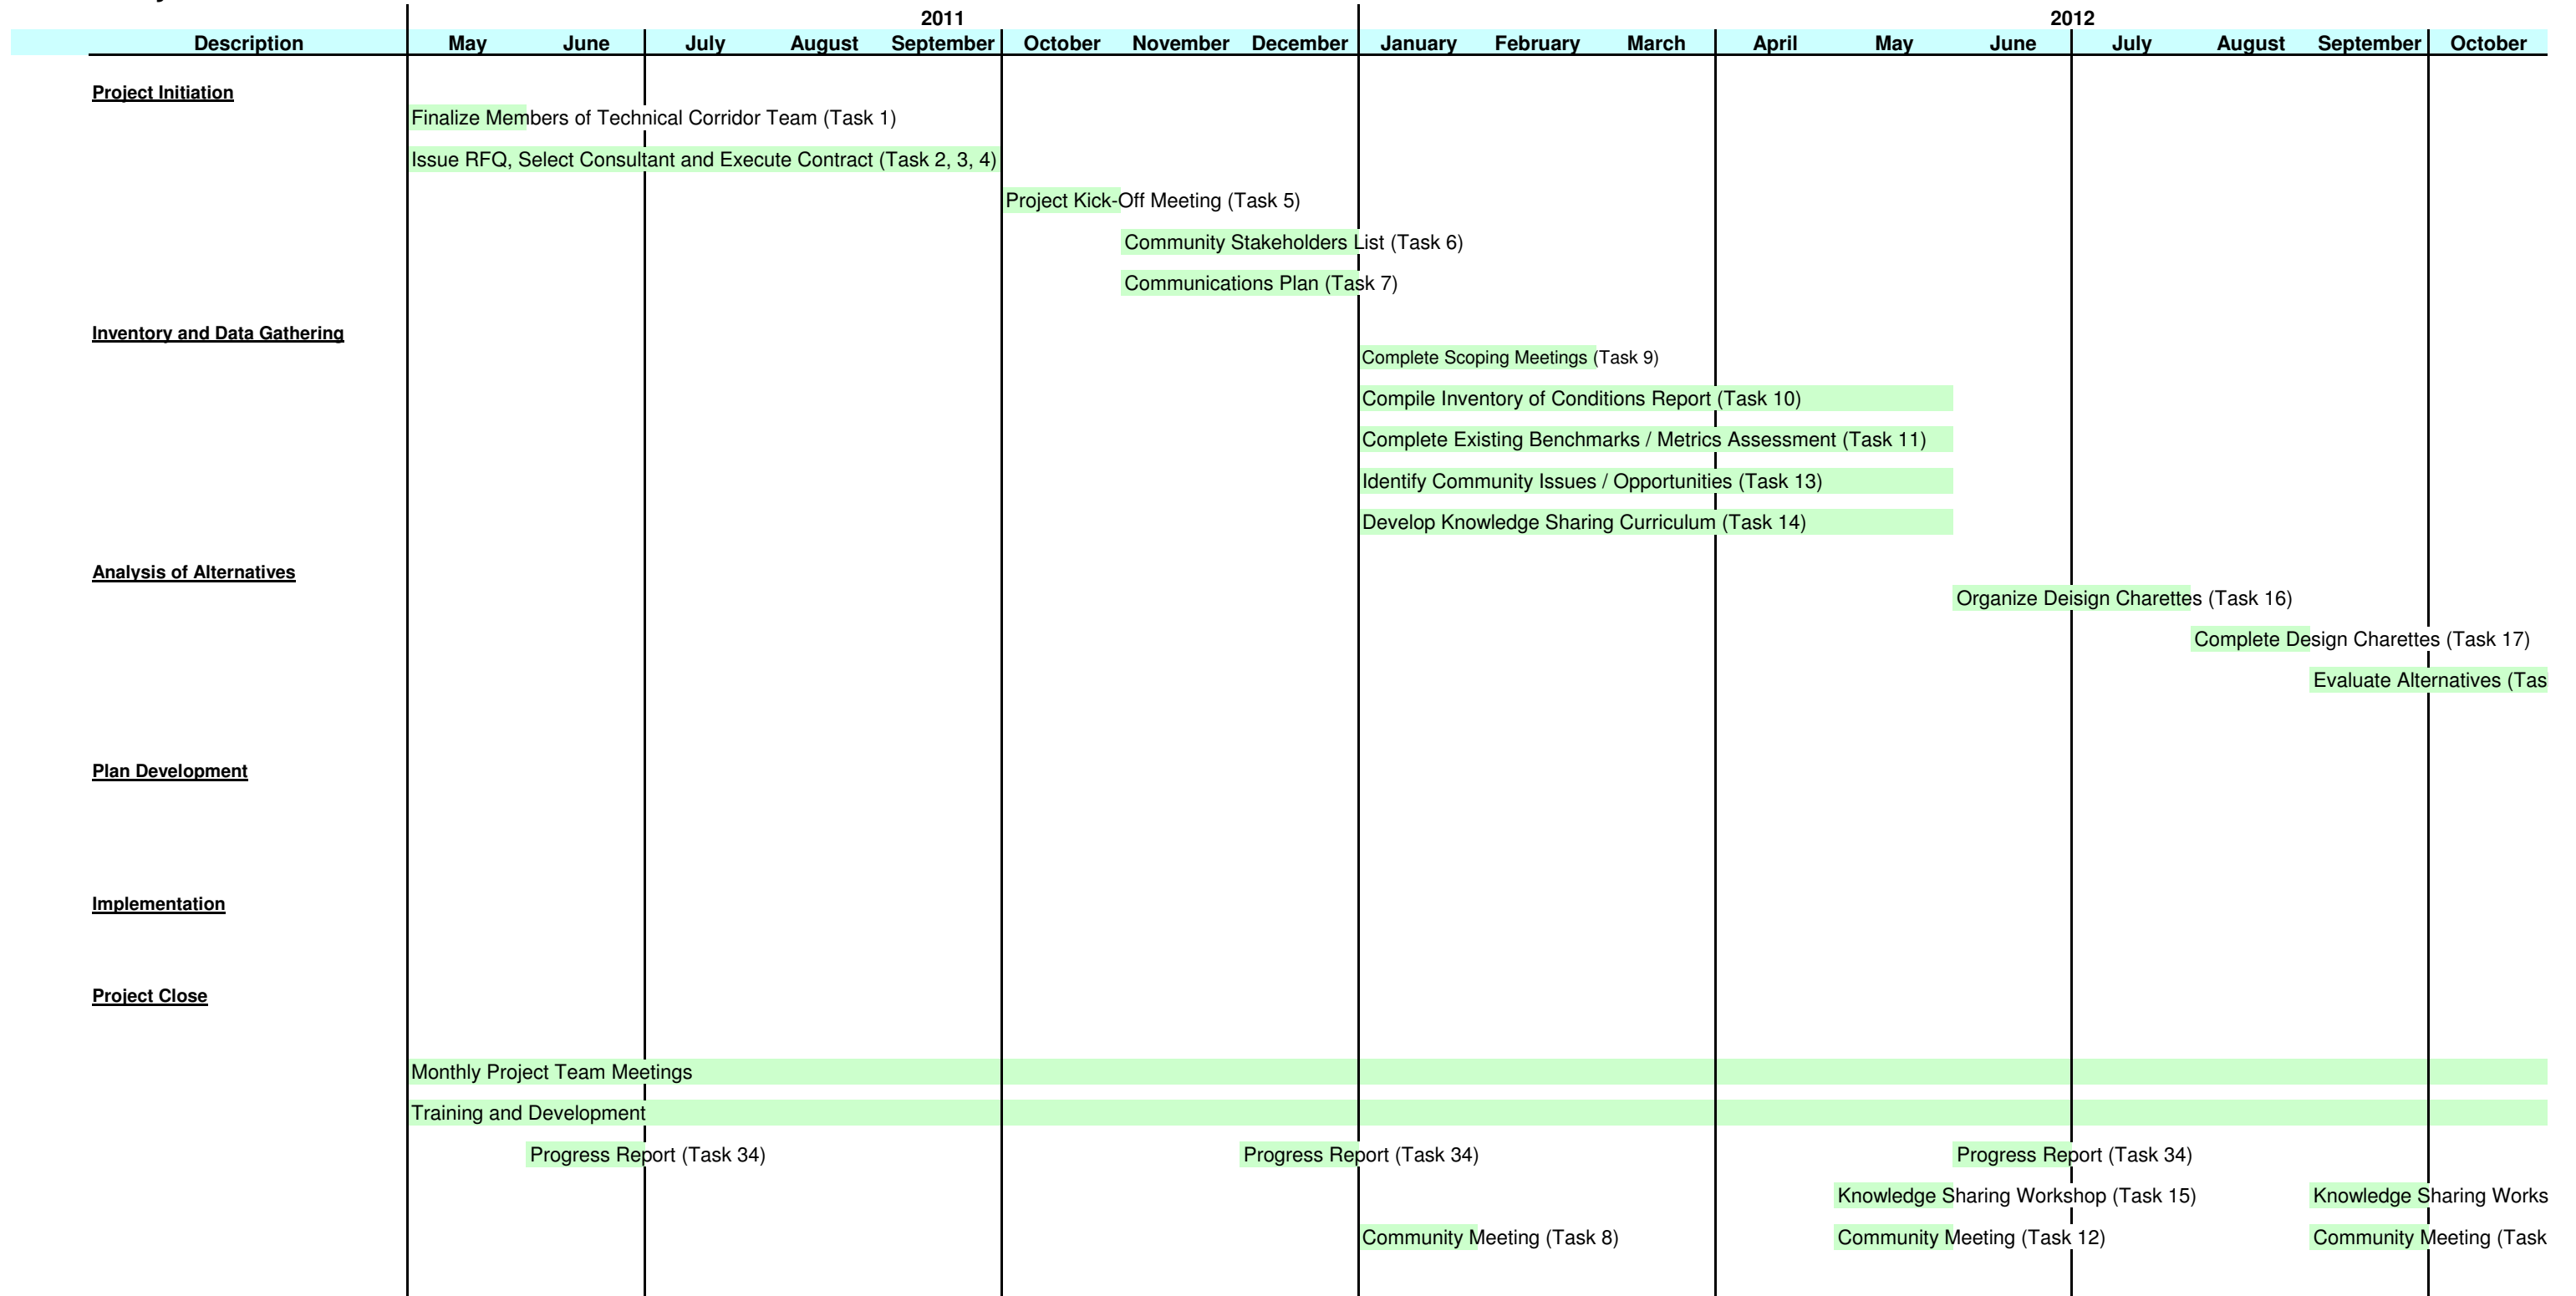 2011 2012
Description May June July August September October November December January February March April May June July August September October
Project Initiation
Finalize Members of Technical Corridor Team (Task 1)
Issue RFQ, Select Consultant and Execute Contract (Task 2, 3, 4)
Project Kick-Off Meeting (Task 5)
Community Stakeholders List (Task 6)
Communications Plan (Task 7)
Inventory and Data Gathering
Complete Scoping Meetings (Task 9)
Compile Inventory of Conditions Report (Task 10)
Complete Existing Benchmarks / Metrics Assessment (Task 11)
Identify Community Issues / Opportunities (Task 13)
Develop Knowledge Sharing Curriculum (Task 14)
Analysis of Alternatives
Organize Deisign Charettes (Task 16)
Complete Design Charettes (Task 17)
Evaluate Alternatives (Tas
Plan Development
Implementation
Project Close
Monthly Project Team Meetings
Training and Development
Progress Report (Task 34) Progress Report (Task 34) Progress Report (Task 34)
Knowledge Sharing Workshop (Task 15) Knowledge Sharing Works
Community Meeting (Task 8) Community Meeting (Task 12) Community Meeting (Task